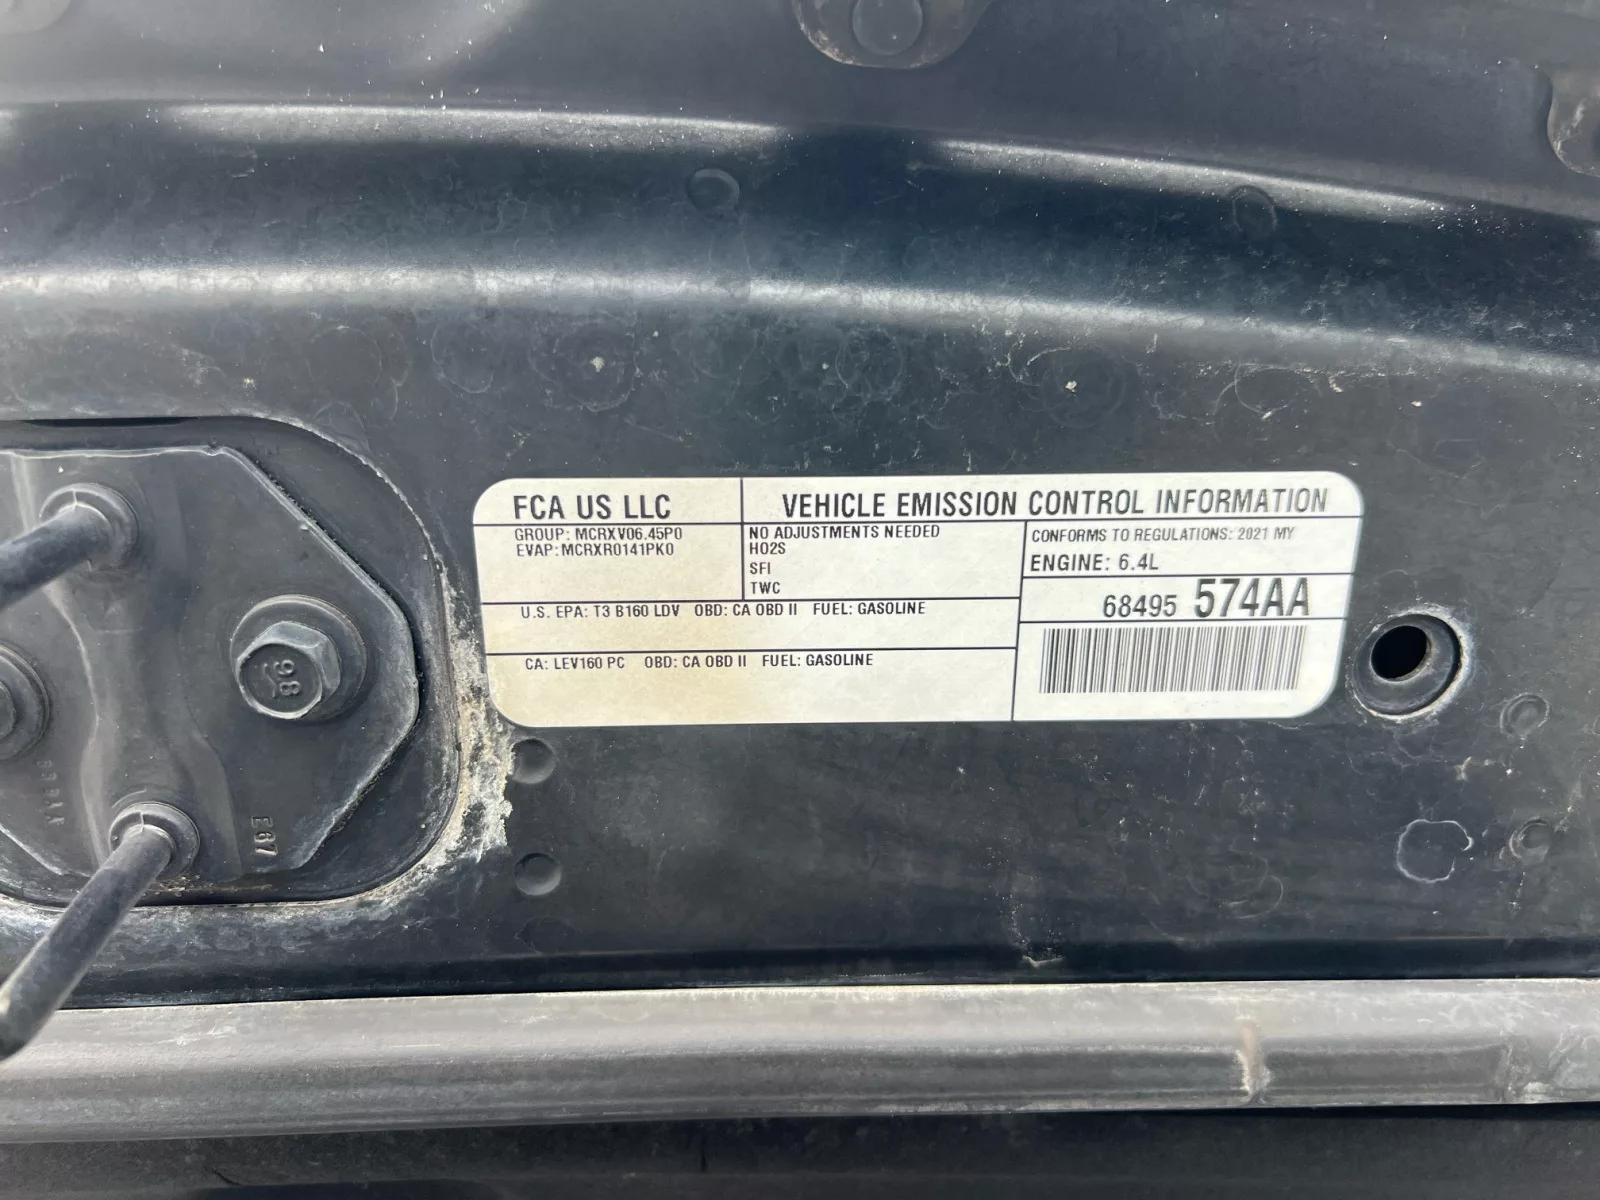 FCA US LLC
VEHICLE EMISSION CONTROL INFORMATION
GROUP: MCRXV06.45P0
EVAP: MCRXR0141PK0
NO ADJUSTMENTS NEEDED
HO2S
SFI
TWC
CONFORMS TO REGULATIONS: 2021 MY
ENGINE: 6.4L
68495 574AA
U.S. EPA: T3 B160 LDV OBD: CA OBD II FUEL: GASOLINE
CA: LEV160 PC OBD: CA OBD II FUEL: GASOLINE
E67